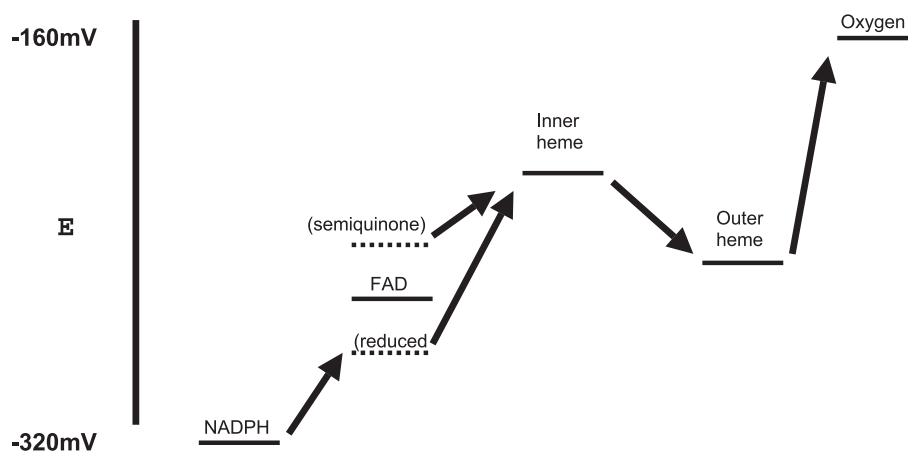 Oxygen
-160mV
Inner
heme
(semiquinone)
Outer
heme
E
FAD
(reduced
NADPH
-320mV